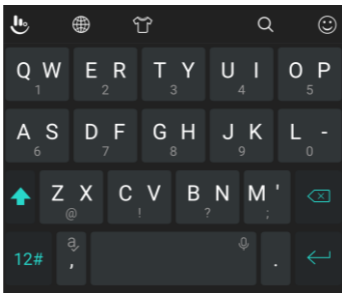 Q W E R T Y U I O P
1 2 3 4 5
A S D F G H J K L -
6 7 8 9 0
Z X C V B N M '
@ ! ? ;
12# a , .